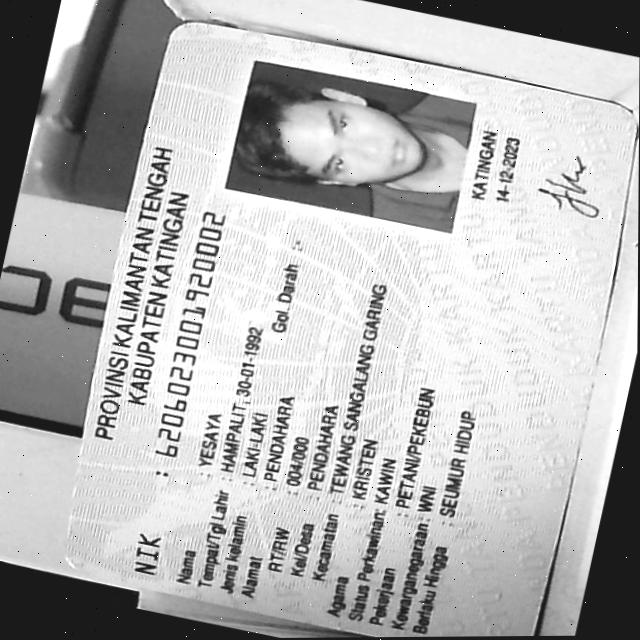 PROVINSI KALIMANTAN TENGAH
KABUPATEN KATINGAN
NIK : 6206023001920002
Nama : YESAYA
Tempat/Tgl Lahir : HAMPALIT, 30-01-1992
Jenis Kelamin : LAKI-LAKI Gol. Darah : -
Alamat : PENDAHARA
RT/RW : 004/000
Kel/Desa : PENDAHARA
Kecamatan : TEWANG SANGALANG GARING
Agama : KRISTEN
Status Perkawinan: KAWIN
Pekerjaan : PETANI/PEKEBUN
Kewarganegaraan : WNI
Berlaku Hingga : SEUMUR HIDUP
KATINGAN
14-12-2023